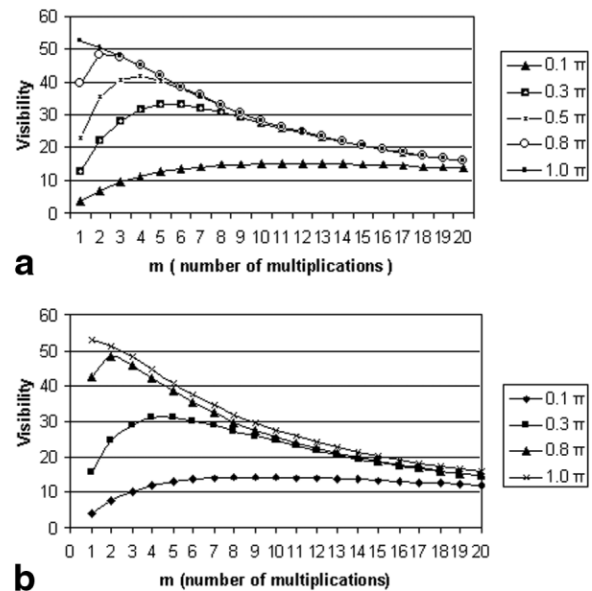 60
50
40
30
20
10
0
Visibility
1 2 3 4 5 6 7 8 9 10 11 12 13 14 15 16 17 18 19 20
m ( number of multiplications )
0.1 π
0.3 π
0.5 π
0.8 π
1.0 π
a
60
50
40
30
20
10
0
Visibility
0 1 2 3 4 5 6 7 8 9 10 11 12 13 14 15 16 17 18 19 20
m (number of multiplications)
0.1 π
0.3 π
0.8 π
1.0 π
b